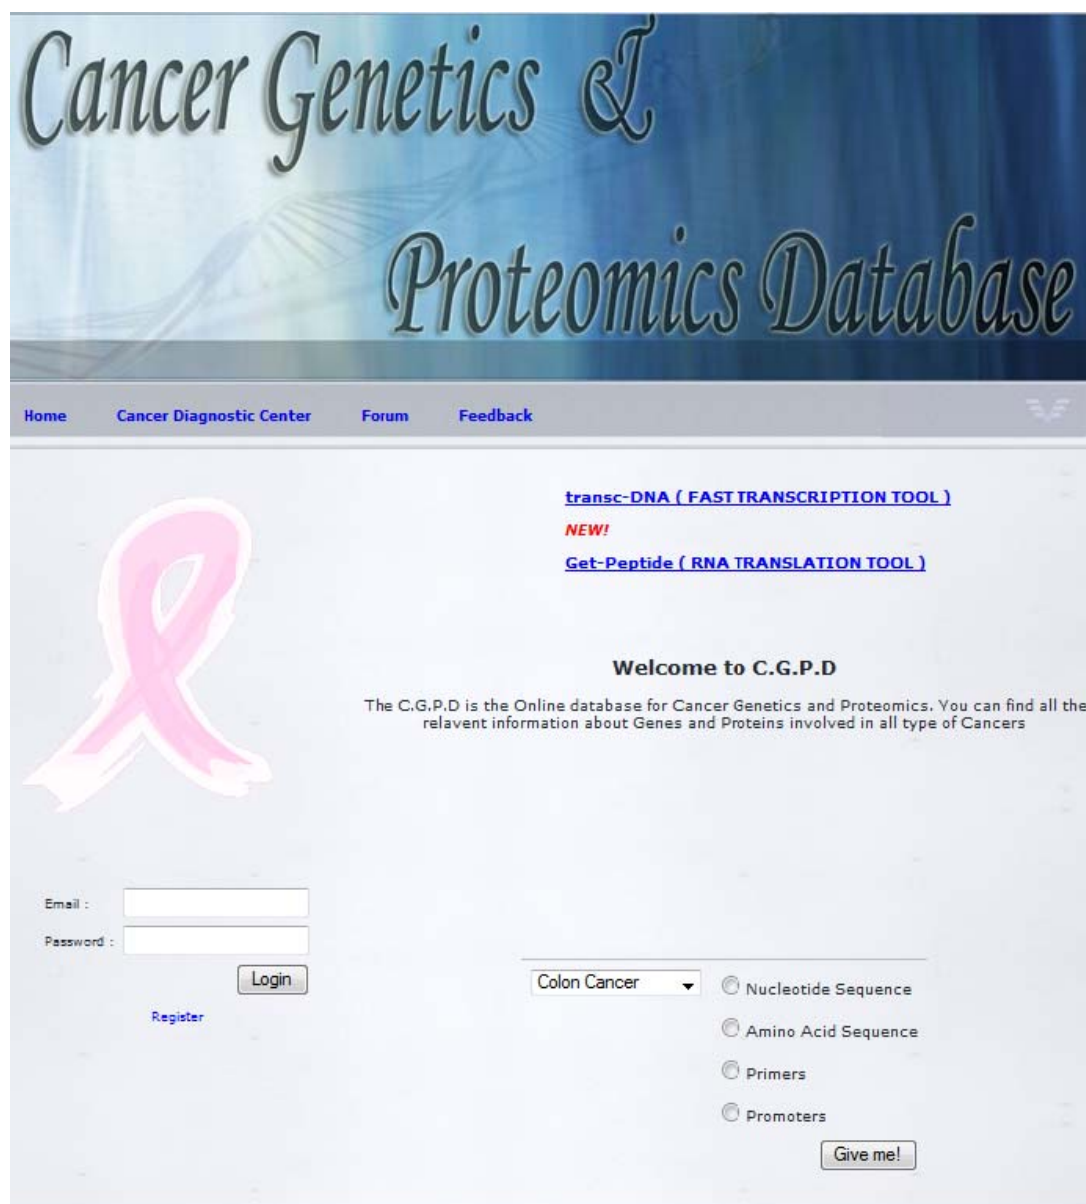 Cancer Genetics &
Proteomics Database
Home Cancer Diagnostic Center Forum Feedback
transc-DNA ( FAST TRANSCRIPTION TOOL )
NEW!
Get-Peptide ( RNA TRANSLATION TOOL )
Welcome to C.G.P.D
The C.G.P.D is the Online database for Cancer Genetics and Proteomics. You can find all the
relavent information about Genes and Proteins involved in all type of Cancers
Email :
Password :
Login
Register
Colon Cancer
Nucleotide Sequence
Amino Acid Sequence
Primers
Promoters
Give me!